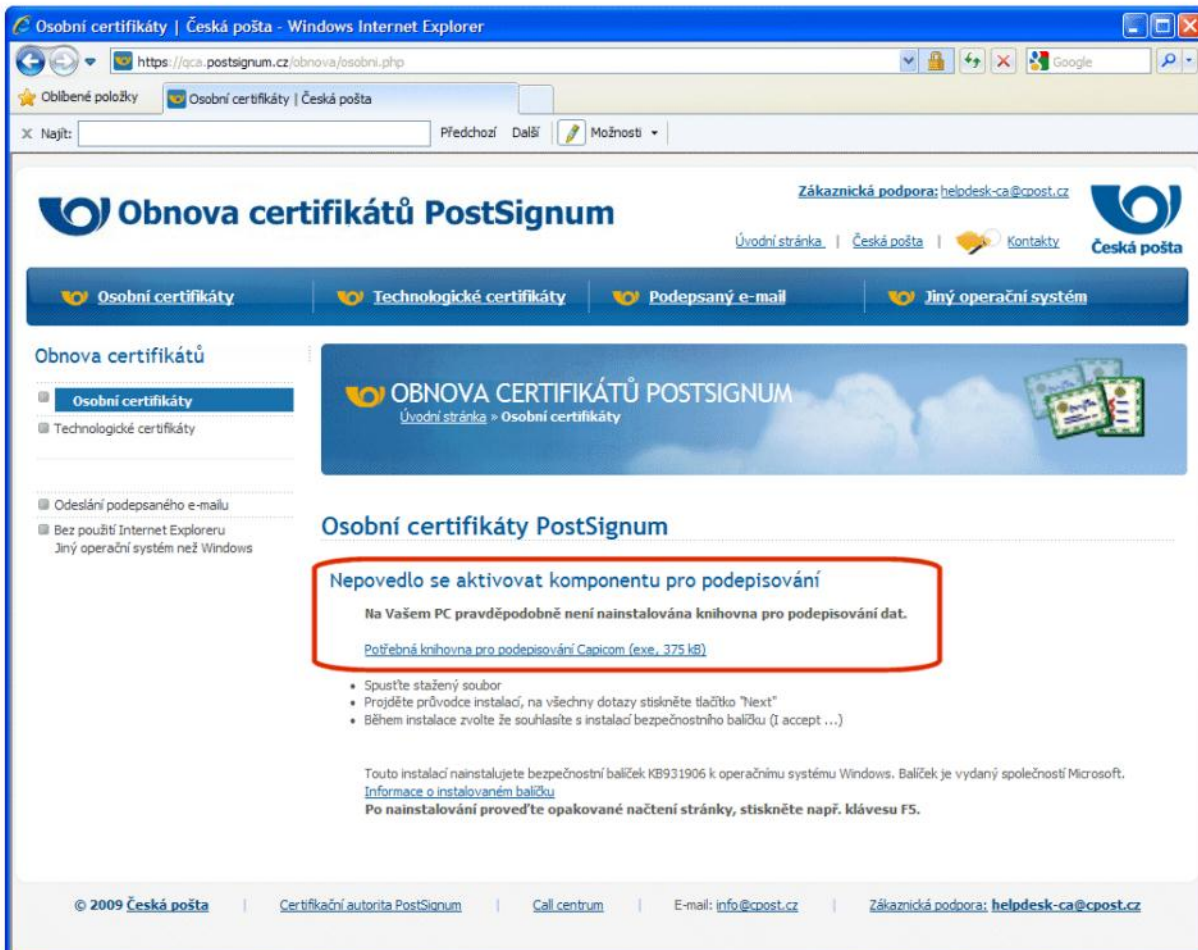 Osobní certifikáty | Česká pošta - Windows Internet Explorer
https://qca.postsignum.cz/obnova/osobni.php
Google
Oblíbené položky
Osobní certifikáty | Česká pošta
x Najít:
Předchozí Další Možnosti
Obnova certifikátů PostSignum
Zákaznická podpora: helpdesk-ca@cpost.cz
Úvodní stránka | Česká pošta | Kontakty
Česká pošta
Osobní certifikáty
Technologické certifikáty
Podepsaný e-mail
Jiný operační systém
Obnova certifikátů
Osobní certifikáty
Technologické certifikáty
Odeslání podepsaného e-mailu
Bez použití Internet Exploreru
Jiný operační systém než Windows
OBNOVA CERTIFIKÁTŮ POSTSIGNUM
Úvodní stránka » Osobní certifikáty
Osobní certifikáty PostSignum
Nepovedlo se aktivovat komponentu pro podepisování
Na Vašem PC pravděpodobně není nainstalována knihovna pro podepisování dat.
Potřebná knihovna pro podepisování Capicom (exe, 375 kB)
• Spusťte stažený soubor
• Projděte průvodce instalací, na všechny dotazy stiskněte tlačítko "Next"
• Během instalace zvolte že souhlasíte s instalací bezpečnostního balíčku (I accept ...)
Touto instalací nainstalujete bezpečnostní balíček KB931906 k operačnímu systému Windows. Balíček je vydaný společností Microsoft.
Informace o instalovaném balíčku
Po nainstalování proveďte opakované načtení stránky, stiskněte např. klávesu F5.
© 2009 Česká pošta | Certifikační autorita PostSignum | Call centrum | E-mail: info@cpost.cz | Zákaznická podpora: helpdesk-ca@cpost.cz